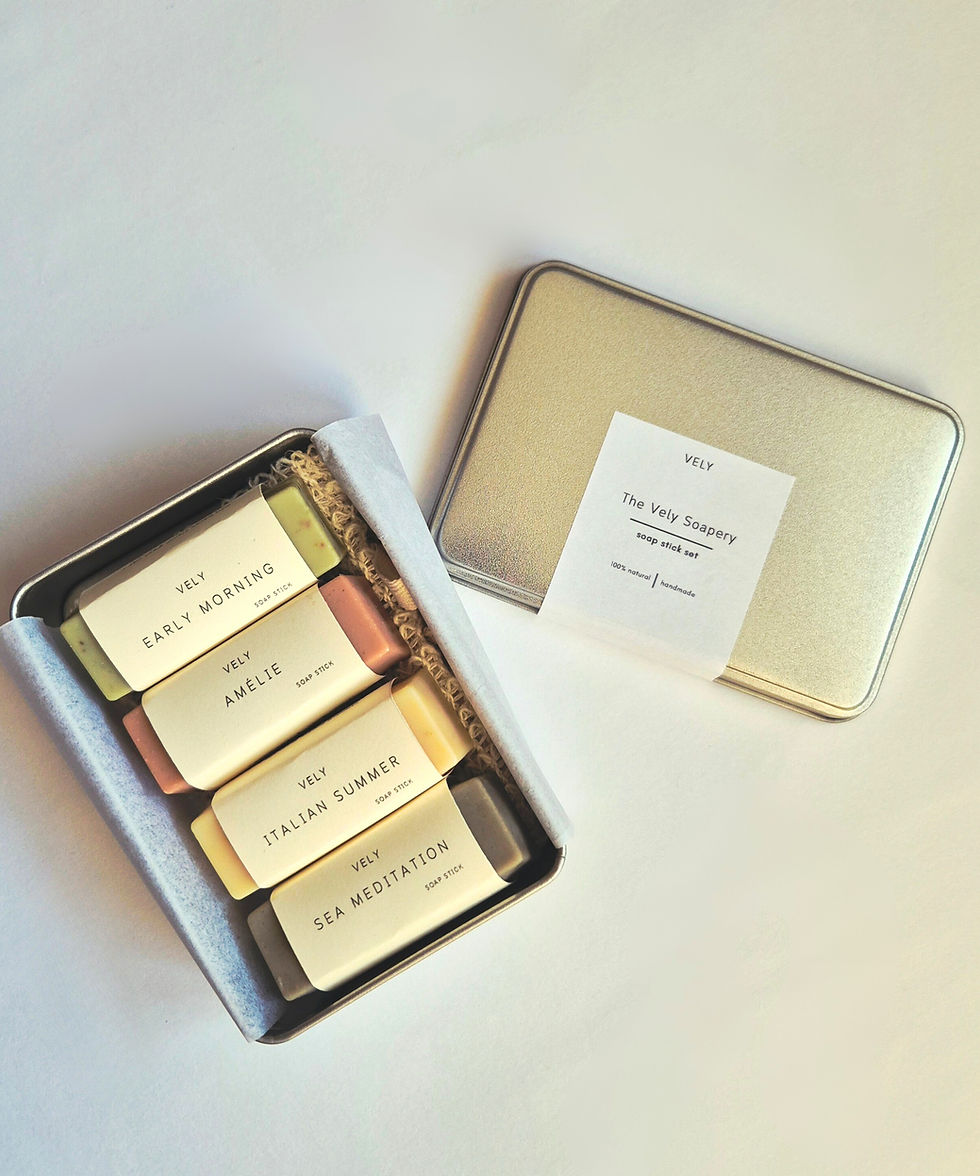 VELY
The Vely Soapery
soap stick set
100% natural | handmade
VELY
EARLY MORNING
SOAP STICK
VELY
AMÉLIE
SOAP STICK
VELY
ITALIAN SUMMER
SOAP STICK
VELY
SEA MEDITATION
SOAP STICK